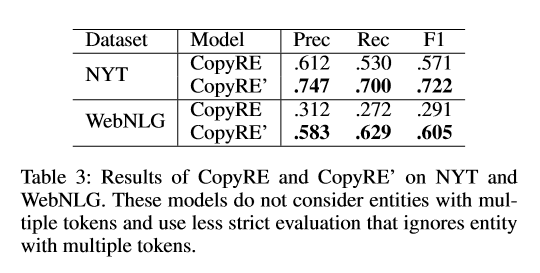 Dataset Model Prec Rec F1
NYT CopyRE .612 .530 .571
CopyRE’ .747 .700 .722
WebNLG CopyRE .312 .272 .291
CopyRE’ .583 .629 .605
Table 3: Results of CopyRE and CopyRE’ on NYT and
WebNLG. These models do not consider entities with mul-
tiple tokens and use less strict evaluation that ignores entity
with multiple tokens.